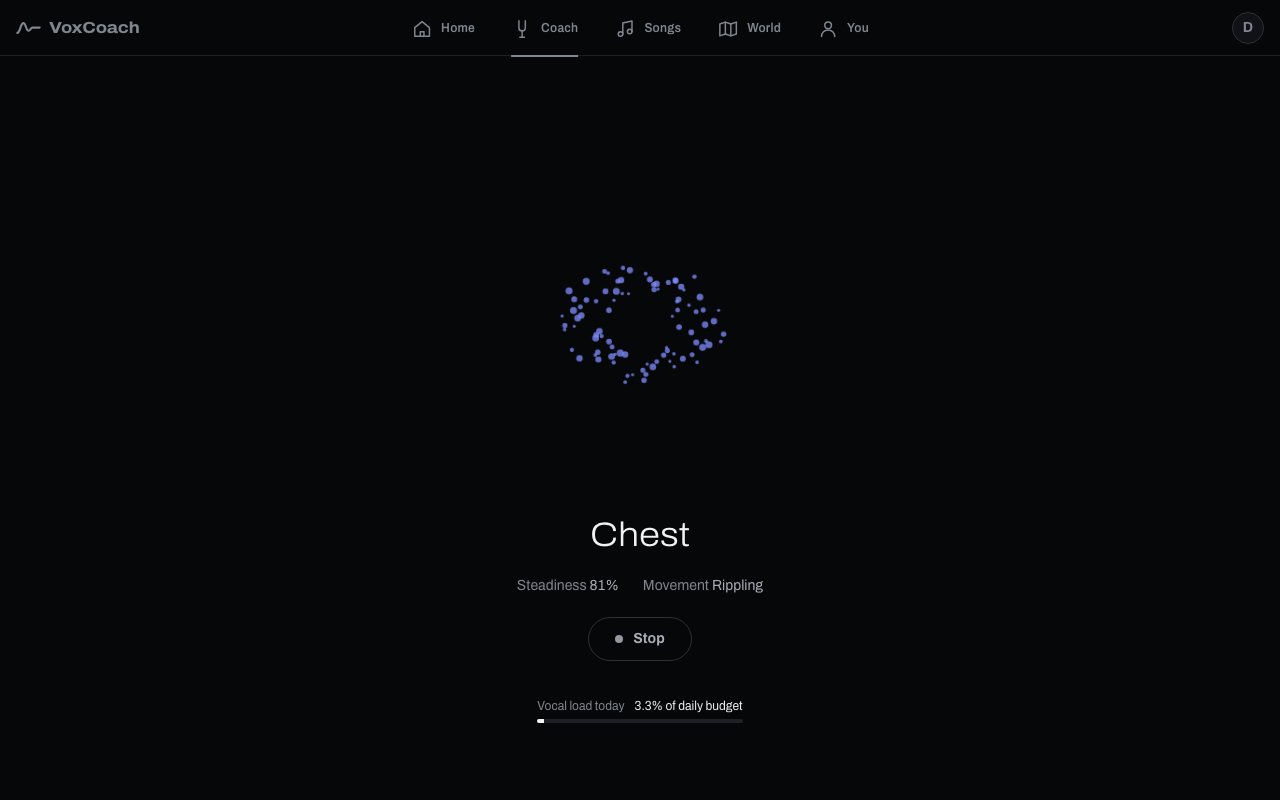 VoxCoach
Home
Coach
Songs
World
You
D
Chest
Steadiness 81% Movement Rippling
Stop
Vocal load today 3.3% of daily budget